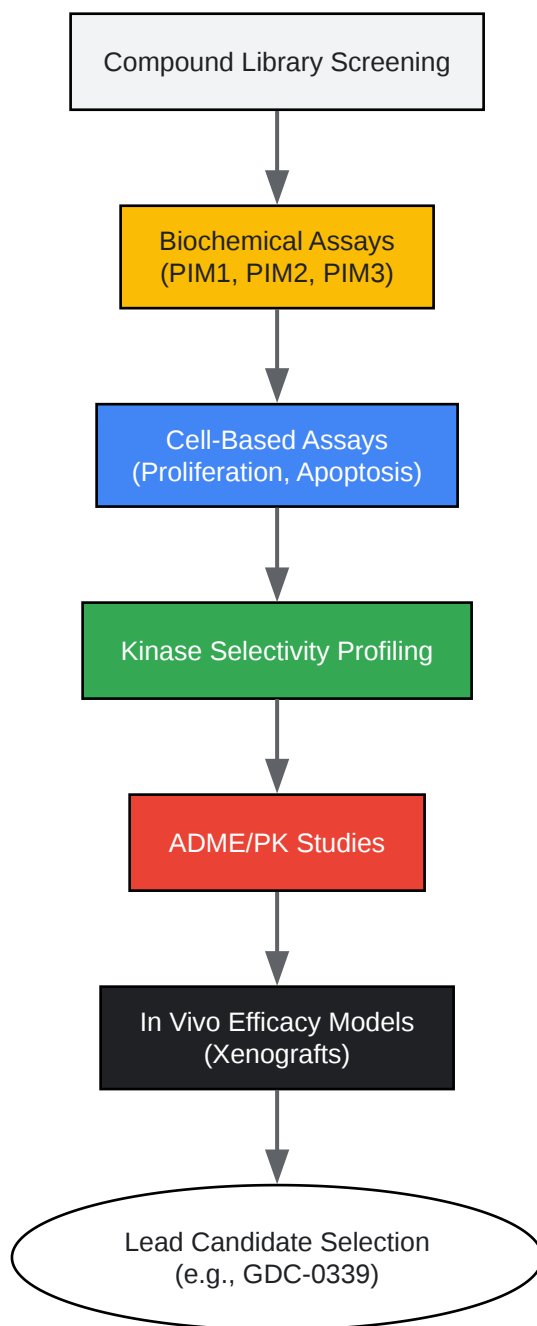 Compound Library Screening
Biochemical Assays
(PIM1, PIM2, PIM3)
Cell-Based Assays
(Proliferation, Apoptosis)
Kinase Selectivity Profiling
ADME/PK Studies
In Vivo Efficacy Models
(Xenografts)
Lead Candidate Selection
(e.g., GDC-0339)